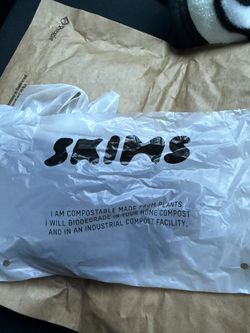 SKIMS
I AM COMPOSTABLE MADE FROM PLANTS
I WILL BIODEGRADE IN YOUR HOME COMPOST
AND IN AN INDUSTRIAL COMPOST FACILITY.